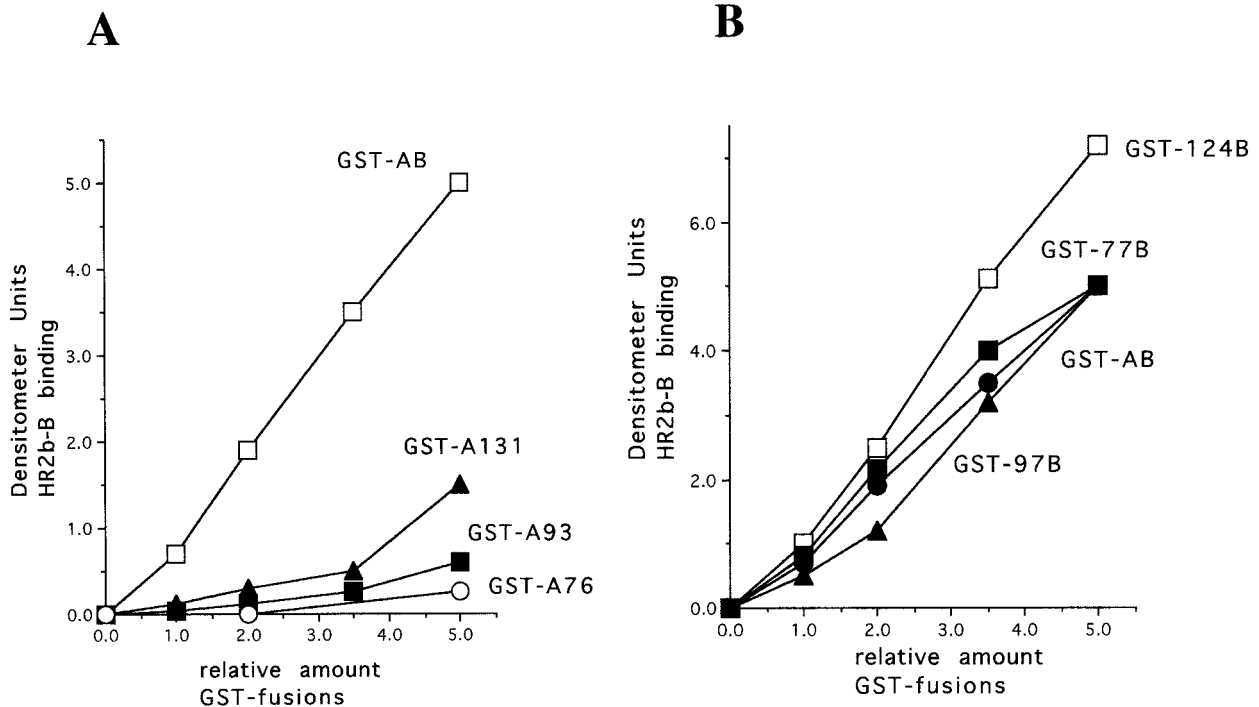 A
Densitometer Units
HR2b-B binding
5.0
4.0
3.0
2.0
1.0
0.0
GST-AB
GST-A131
GST-A93
GST-A76
0.0 1.0 2.0 3.0 4.0 5.0
relative amount
GST-fusions
B
Densitometer Units
HR2b-B binding
6.0
4.0
2.0
0.0
GST-124B
GST-77B
GST-AB
GST-97B
0.0 1.0 2.0 3.0 4.0 5.0
relative amount
GST-fusions